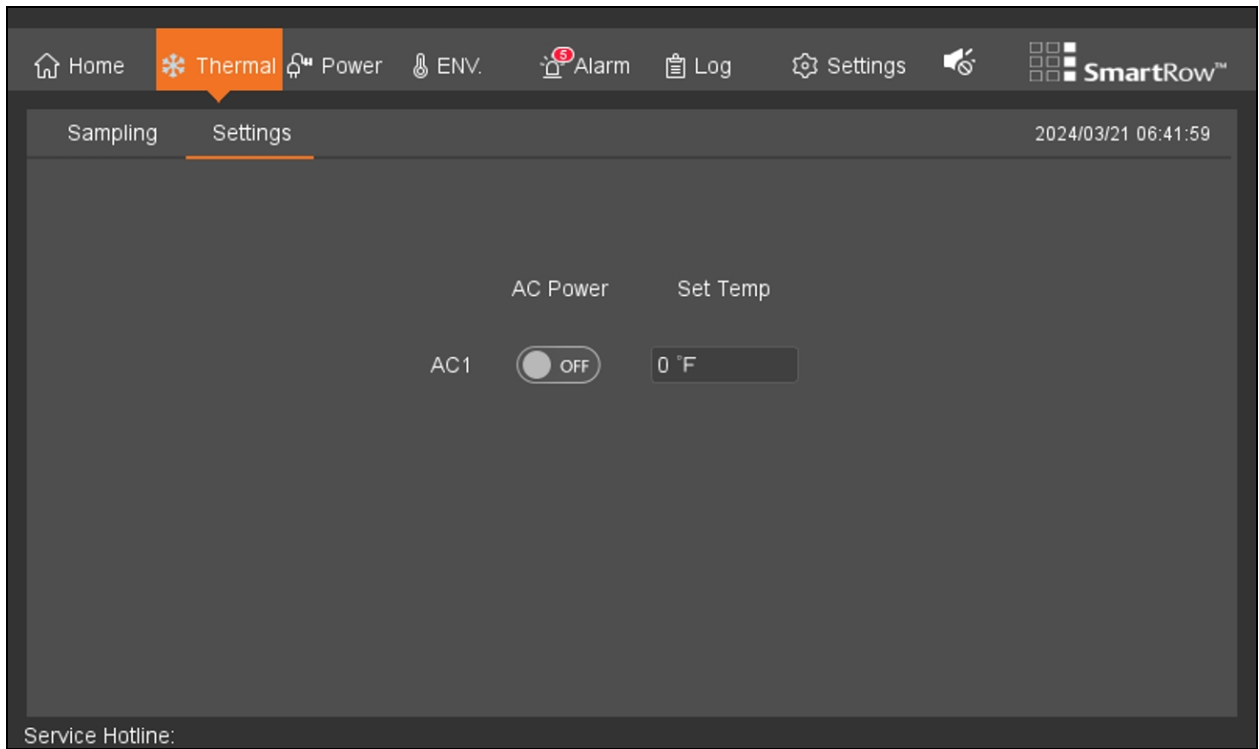 Home Thermal Power ENV. 5 Alarm Log Settings SmartRow™
Sampling Settings 2024/03/21 06:41:59
AC Power Set Temp
AC1 OFF 0 °F
Service Hotline: